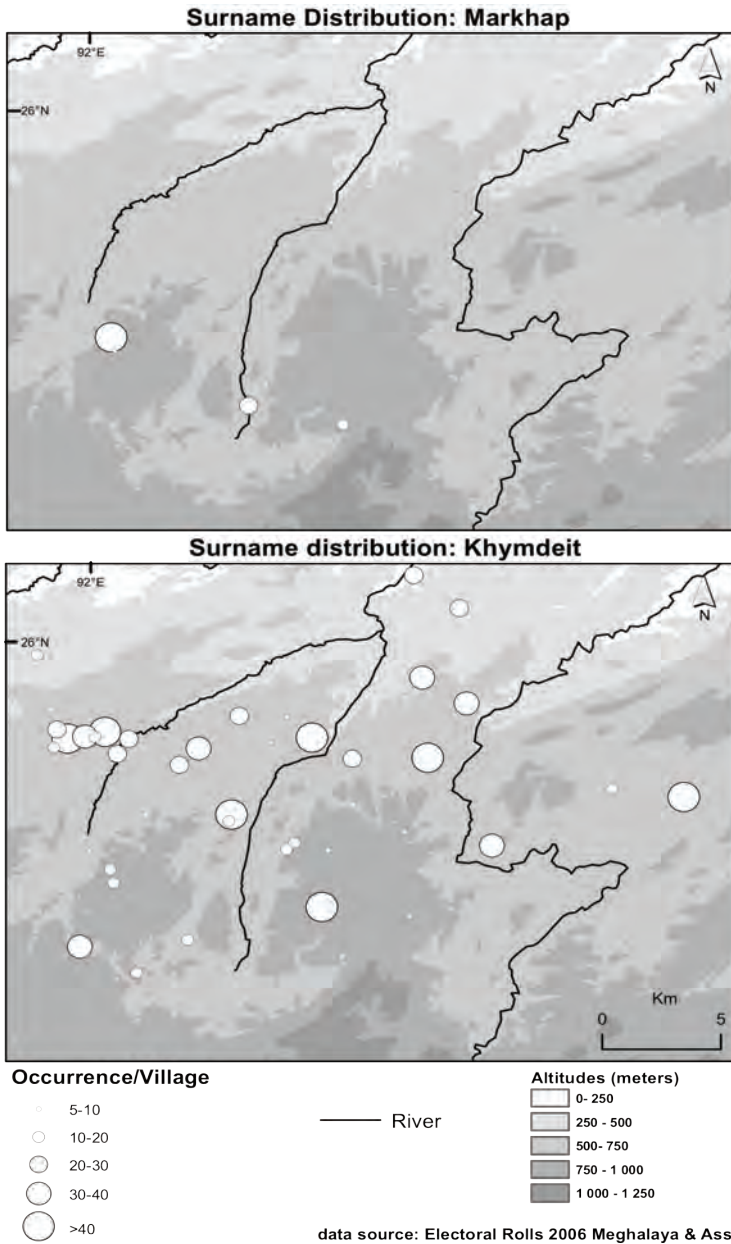 Surname Distribution: Markhap
92°E
26°N
N
Surname distribution: Khymdeit
92°E
26°N
N
Km
0 5
Occurrence/Village
5-10
10-20
20-30
30-40
>40
River
Altitudes (meters)
0- 250
250 - 500
500- 750
750 - 1 000
1 000 - 1 250
data source: Electoral Rolls 2006 Meghalaya & Ass